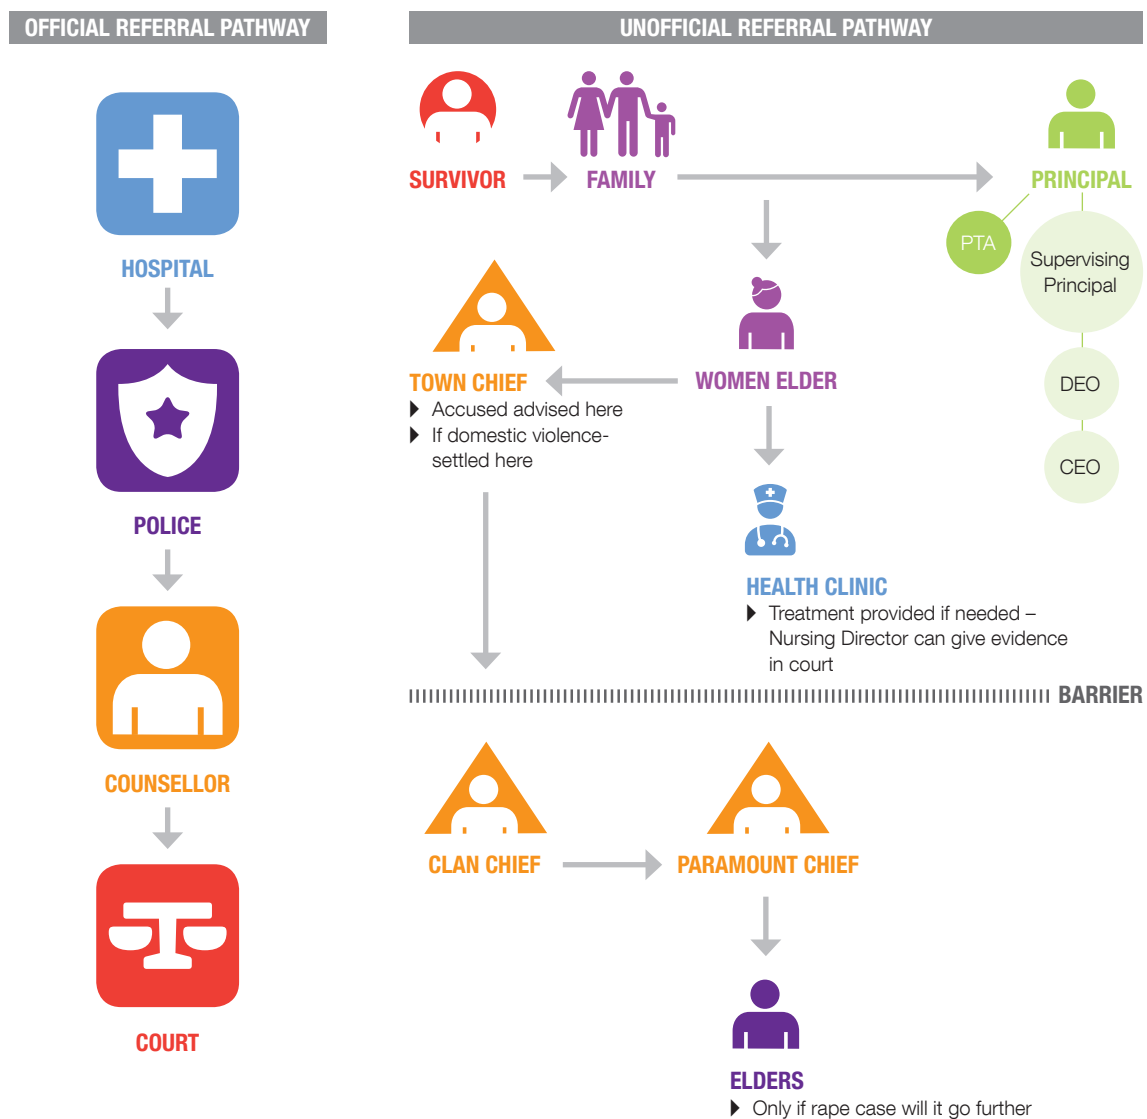 OFFICIAL REFERRAL PATHWAY
HOSPITAL
POLICE
COUNSELLOR
COURT
UNOFFICIAL REFERRAL PATHWAY
SURVIVOR
FAMILY
PRINCIPAL
PTA
Supervising
Principal
DEO
CEO
WOMEN ELDER
TOWN CHIEF
Accused advised here
If domestic violence-
settled here
HEALTH CLINIC
Treatment provided if needed –
Nursing Director can give evidence
in court
BARRIER
CLAN CHIEF
PARAMOUNT CHIEF
ELDERS
Only if rape case will it go further